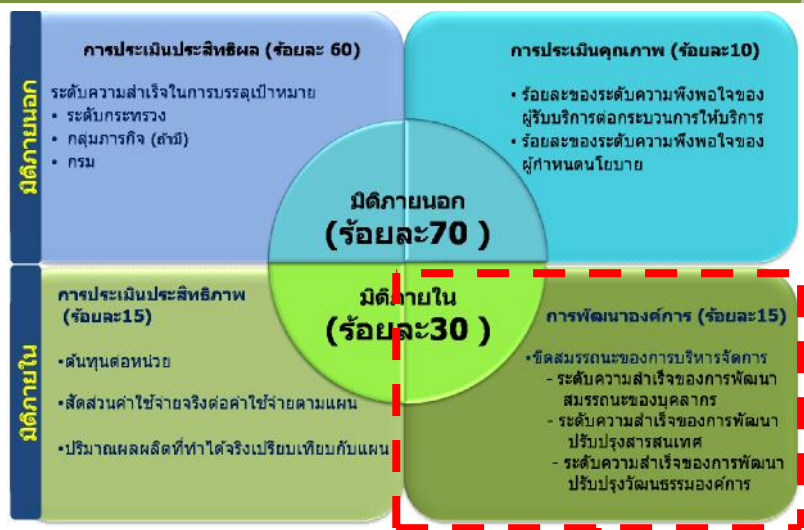 มิติภายนอก
การประเมินประสิทธิผล (ร้อยละ 60)
ระดับความสำเร็จในการบรรลุเป้าหมาย
• ระดับกระทรวง
• กลุ่มภารกิจ (ถ้ามี)
• กรม
การประเมินคุณภาพ (ร้อยละ10)
• ร้อยละของระดับความพึงพอใจของ
ผู้รับบริการต่อกระบวนการให้บริการ
• ร้อยละของระดับความพึงพอใจของ
ผู้กำหนดนโยบาย
มิติภายนอก
(ร้อยละ70 )
มิติภายใน
(ร้อยละ30 )
มิติภายใน
การประเมินประสิทธิภาพ
(ร้อยละ15)
•ต้นทุนต่อหน่วย
•สัดส่วนค่าใช้จ่ายจริงต่อค่าใช้จ่ายตามแผน
•ปริมาณผลผลิตที่ทำได้จริงเปรียบเทียบกับแผน
การพัฒนาองค์การ (ร้อยละ15)
•ขีดสมรรถนะของการบริหารจัดการ
- ระดับความสำเร็จของการพัฒนา
สมรรถนะของบุคลากร
- ระดับความสำเร็จของการพัฒนา
ปรับปรุงสารสนเทศ
- ระดับความสำเร็จของการพัฒนา
ปรับปรุงวัฒนธรรมองค์การ